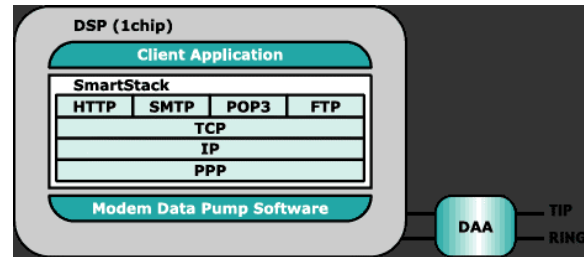 DSP (1chip)
Client Application
SmartStack
HTTP SMTP POP3 FTP
TCP
IP
PPP
Modem Data Pump Software
DAA
TIP
RING